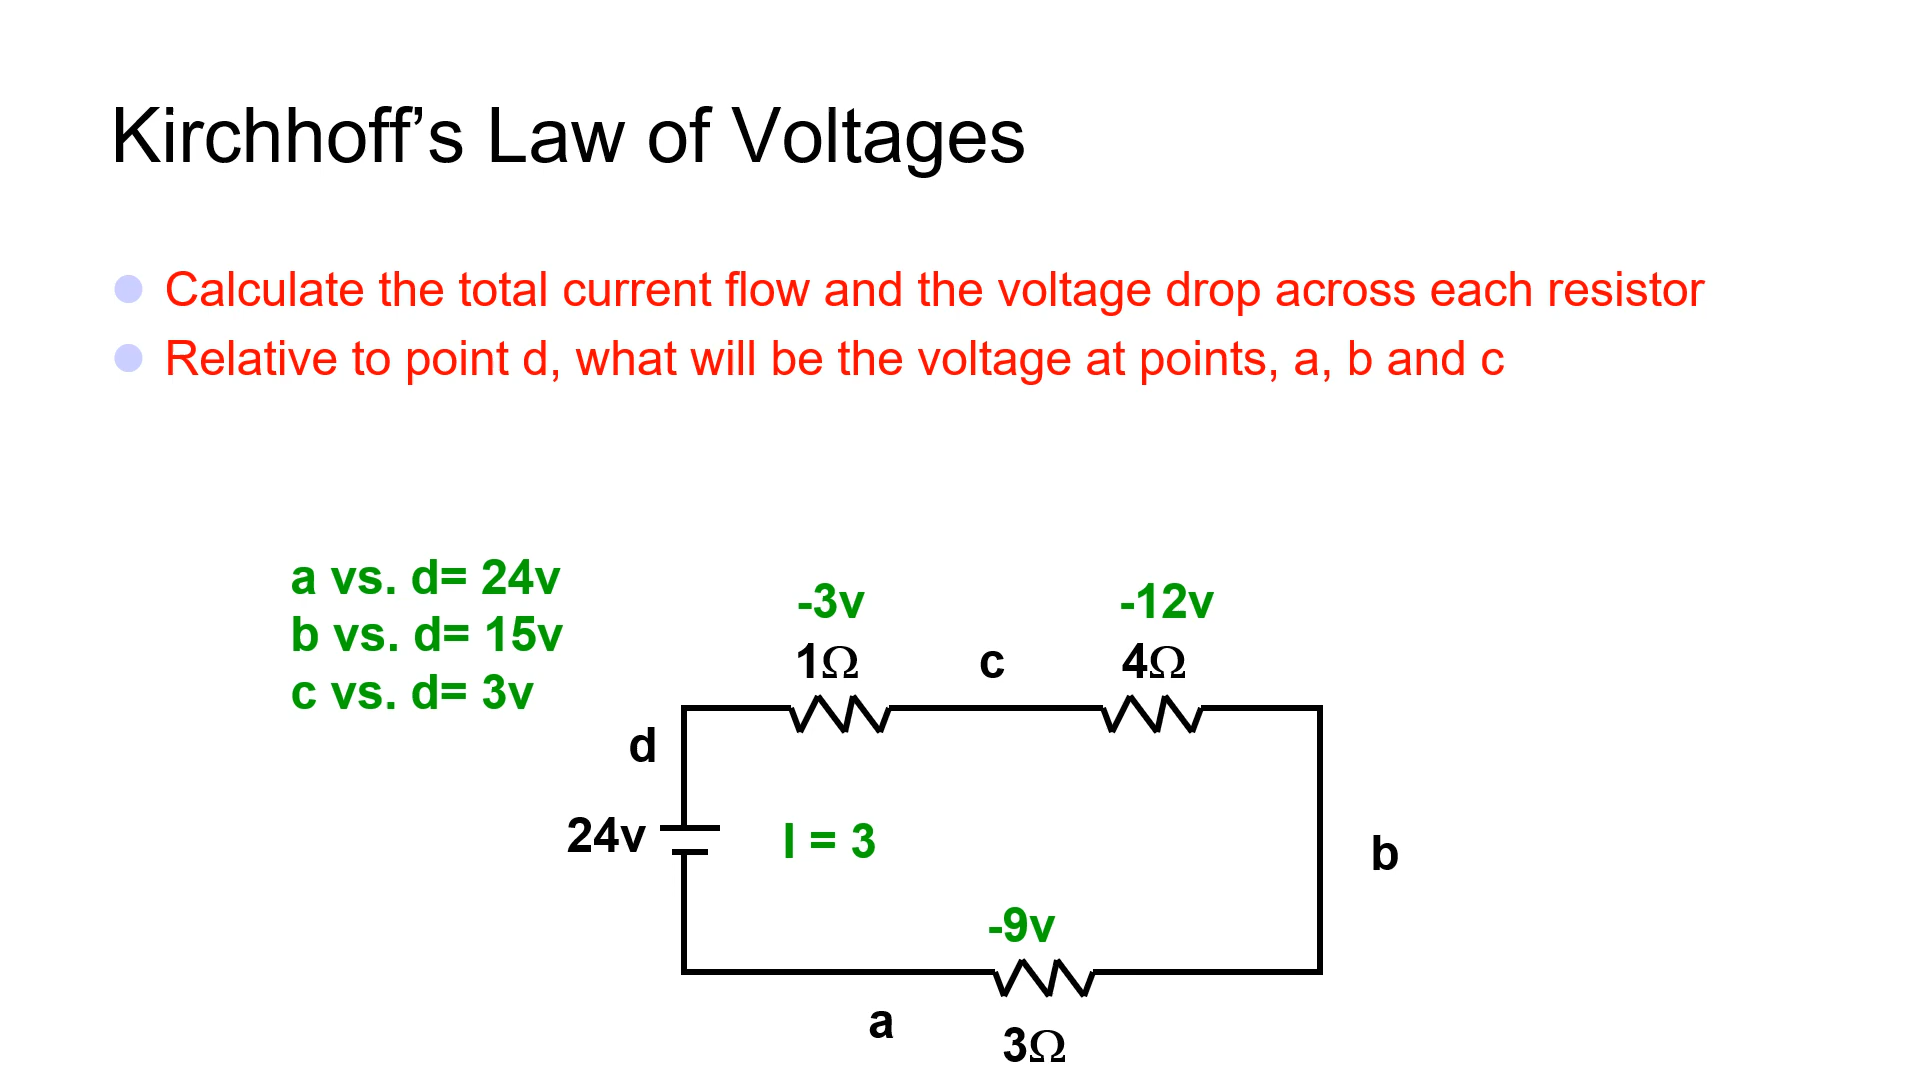 Kirchhoff’s Law of Voltages
Calculate the total current flow and the voltage drop across each resistor
Relative to point d, what will be the voltage at points, a, b and c
a vs. d= 24v
b vs. d= 15v
c vs. d= 3v
-3v
-12v
1Ω
c
4Ω
d
24v
I = 3
b
-9v
a
3Ω